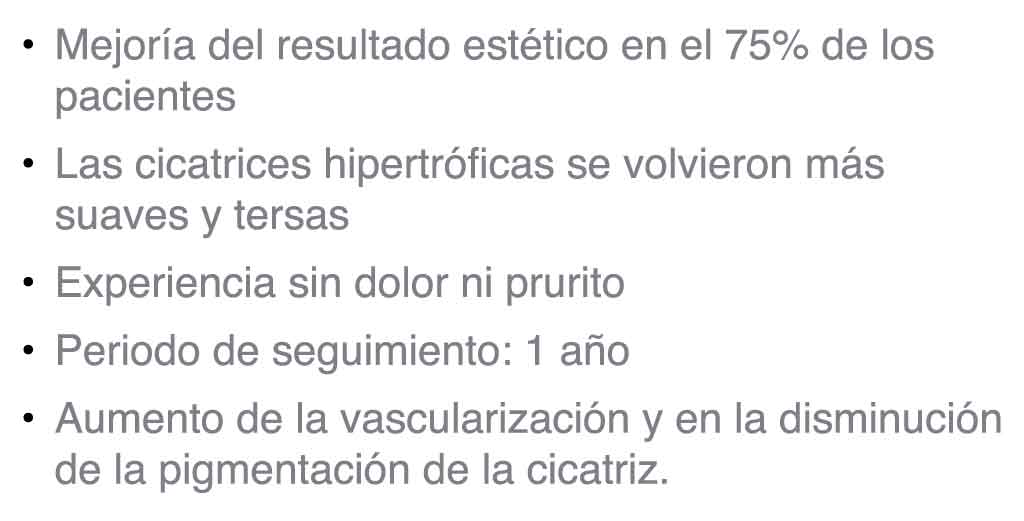 • Mejoría del resultado estético en el 75% de los
pacientes
• Las cicatrices hipertróficas se volvieron más
suaves y tersas
• Experiencia sin dolor ni prurito
• Periodo de seguimiento: 1 año
• Aumento de la vascularización y en la disminución
de la pigmentación de la cicatriz.